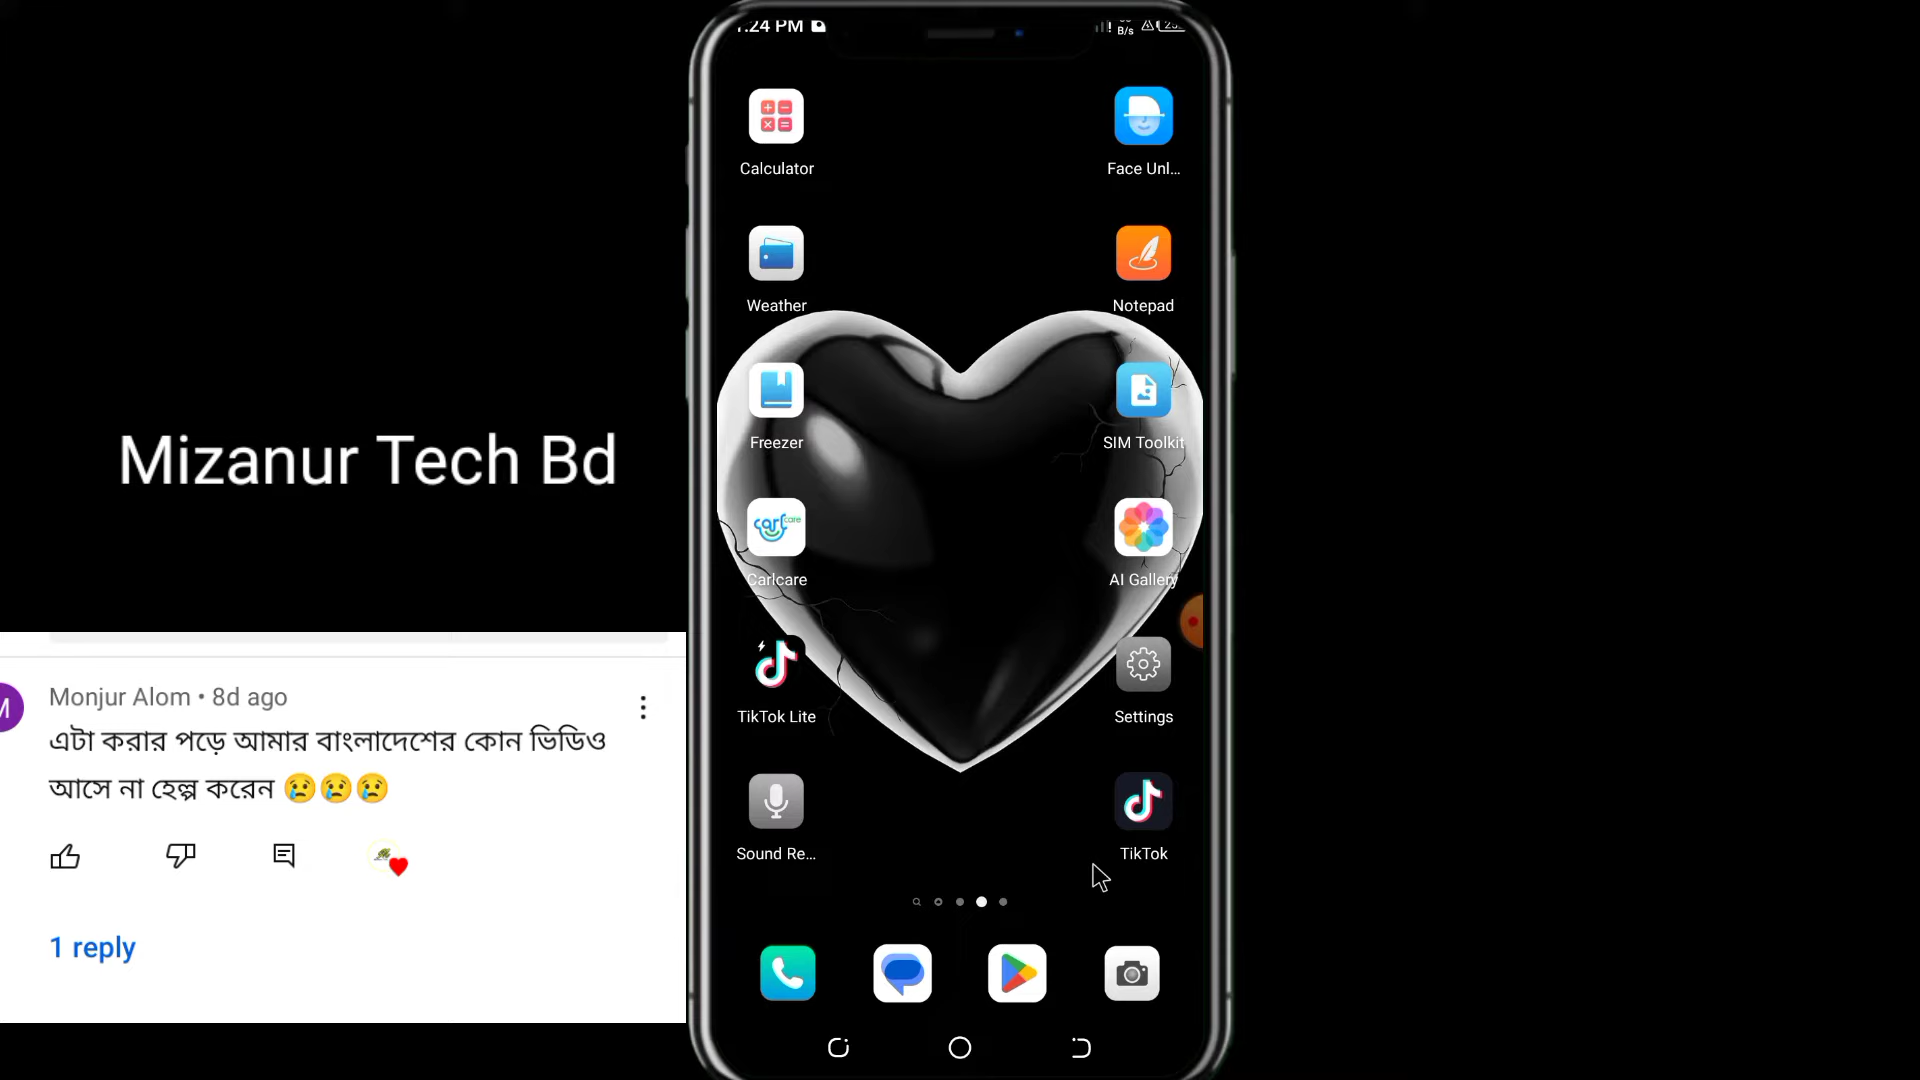 :24 PM
B/s
Calculator
Face Unl...
Weather
Notepad
Freezer
SIM Toolkit
Carlcare
AI Gallery
TikTok Lite
Settings
Sound Re...
TikTok
Mizanur Tech Bd
M
Monjur Alom • 8d ago
এটা করার পড়ে আমার বাংলাদেশের কোন ভিডিও
আসে না হেল্প করেন 😢😢😢
1 reply